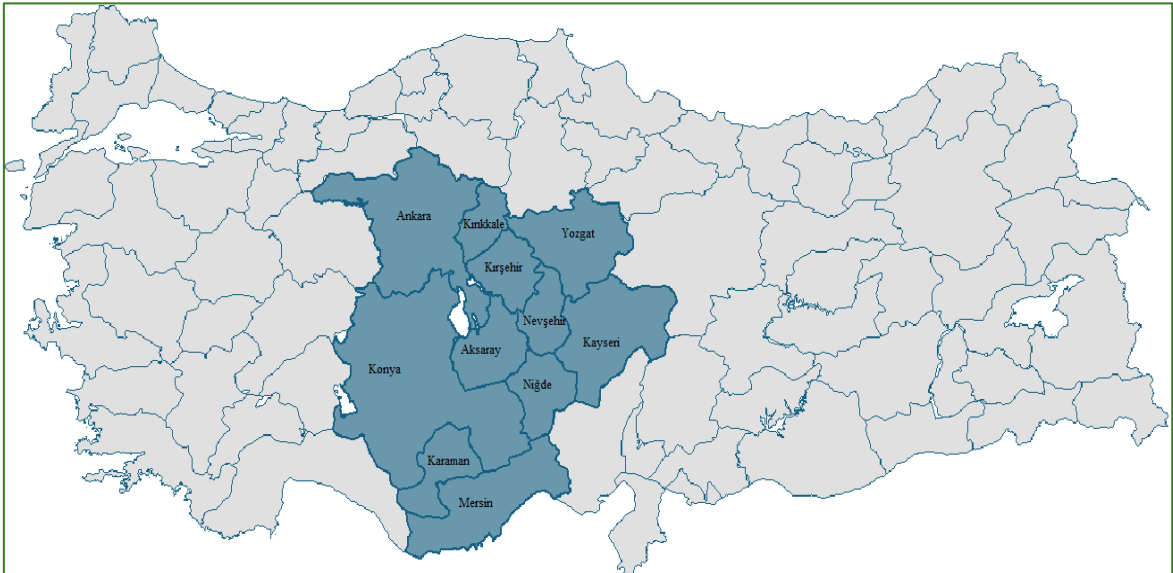 Ankara
Kırıkkale
Yozgat
Kırşehir
Nevşehir
Kayseri
Aksaray
Konya
Niğde
Karaman
Mersin